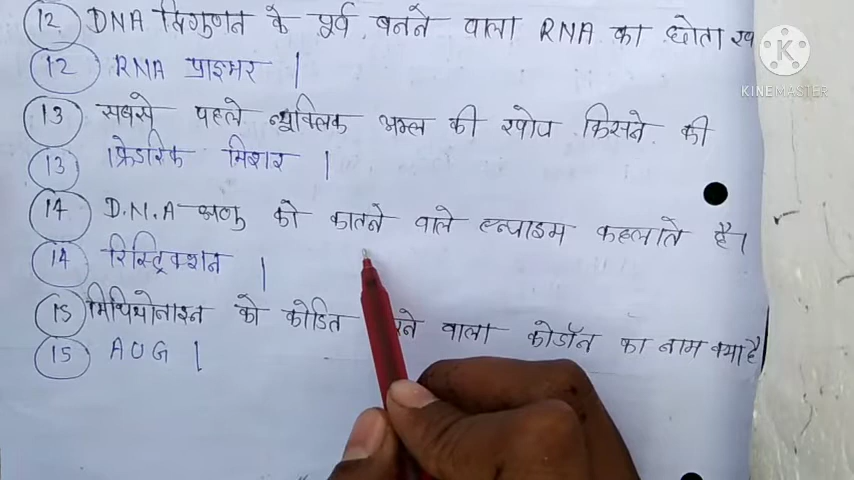 12 DNA द्विगुणन के पूर्व बनने वाला RNA का छोटा
12 RNA प्राइमर |
13 सबसे पहले न्यूक्लिक अम्ल की खोज किसने की
13 फ्रेडरिक मिशर |
14 D.N.A अणु को काटने वाले एन्जाइम कहलाते है।
14 रिस्ट्रिक्शन |
15 मिथियोनाइन को कोडित करने वाला कोडॉन का नाम क्या है
15 AUG |
KINEMASTER